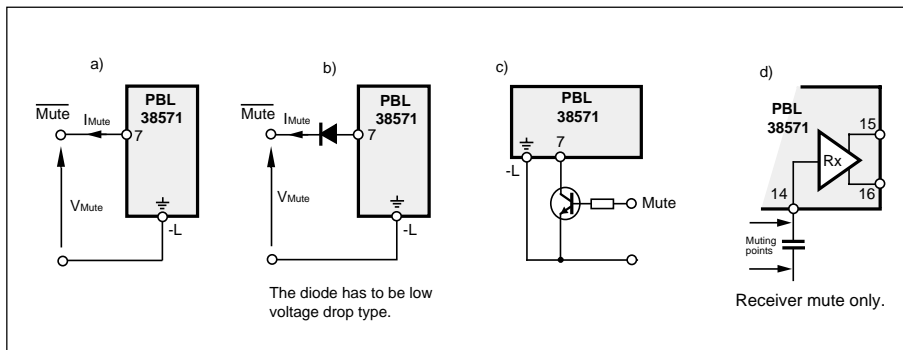 a)
PBL
38571
Mute
IMute
7
VMute
-L
b)
PBL
38571
Mute
IMute
7
VMute
-L
The diode has to be low
voltage drop type.
c)
PBL
38571
-L
7
Mute
d)
PBL
38571
15
Rx
14
16
Muting
points
Receiver mute only.